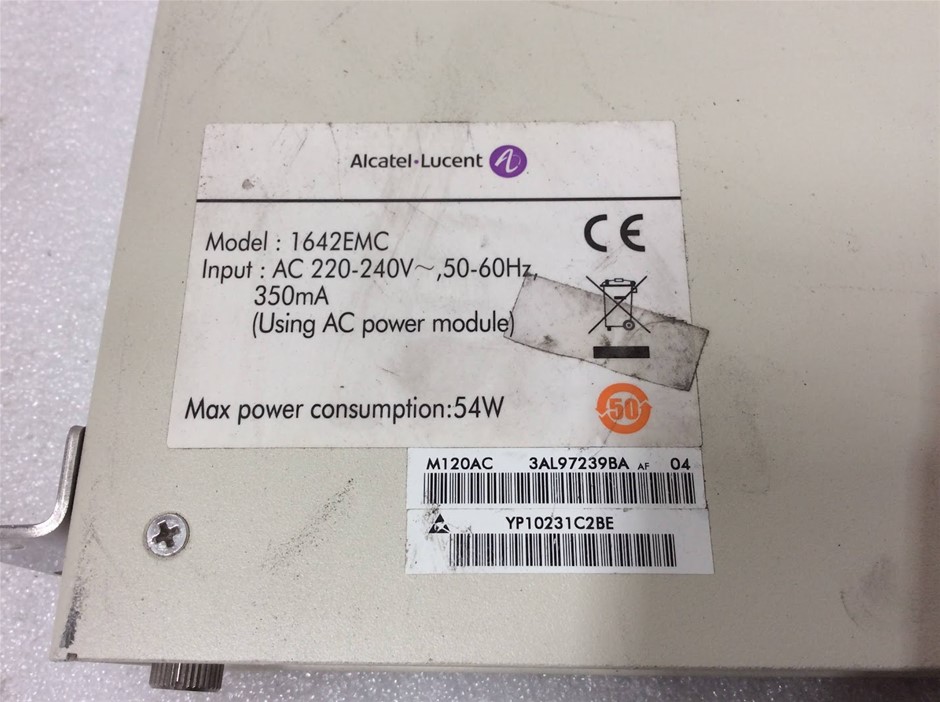 Alcatel·Lucent
Model : 1642EMC
Input : AC 220-240V～,50-60Hz,
350mA
(Using AC power module)
Max power consumption:54W
50
M120AC 3AL97239BA AF 04
YP10231C2BE